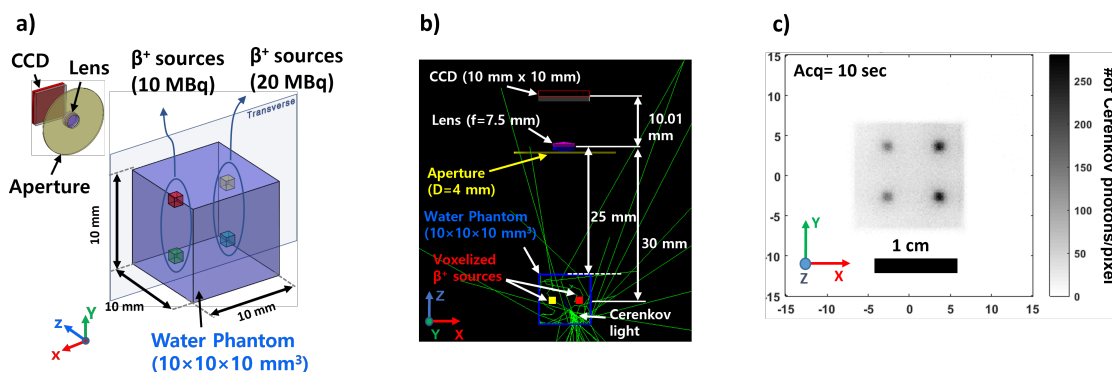 a)
CCD
Lens
Aperture
β⁺ sources
(10 MBq)
β⁺ sources
(20 MBq)
Transverse
10 mm
10 mm
10 mm
Water Phantom
(10×10×10 mm³)
Y
Z
X
b)
CCD (10 mm x 10 mm)
Lens (f=7.5 mm)
10.01
mm
Aperture
(D=4 mm)
Water Phantom
(10×10×10 mm³)
25 mm
30 mm
Voxelized
β⁺ sources
Cerenkov
light
Z
Y
X
c)
Acq= 10 sec
15
10
5
0
-5
-10
-15
-15
-10
-5
0
5
10
15
1 cm
Y
Z
X
250
200
150
100
50
0
#of Cerenkov photons/pixel